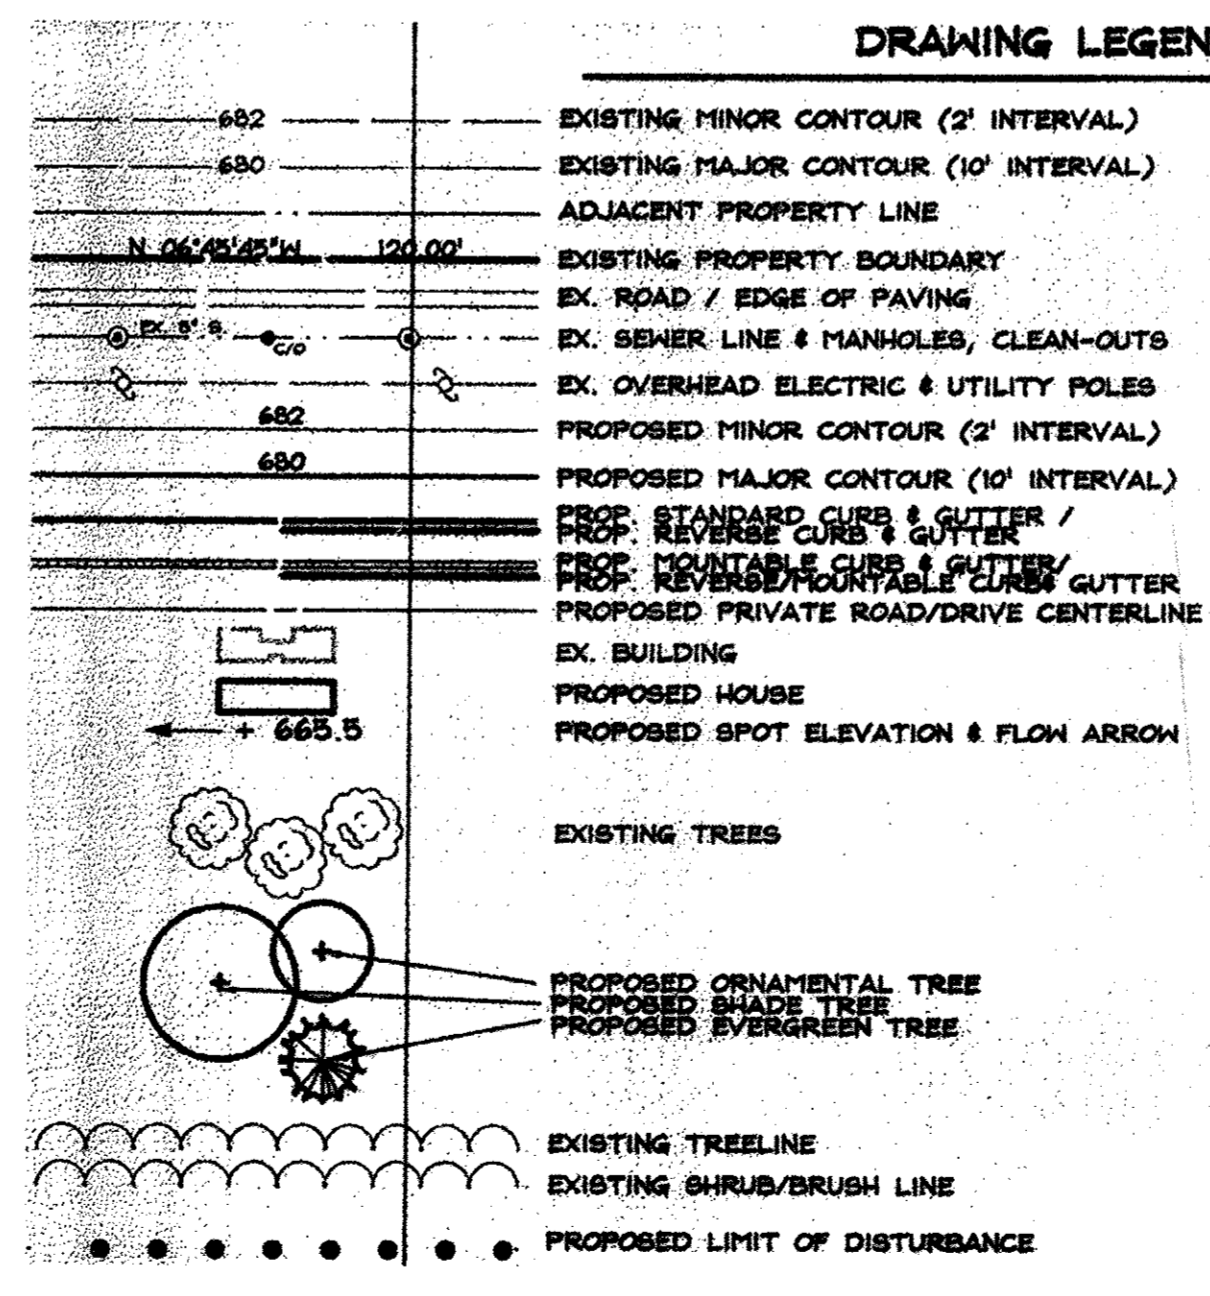 DRAWING LEGEN
682 EXISTING MINOR CONTOUR (2' INTERVAL)
680 EXISTING MAJOR CONTOUR (10' INTERVAL)
ADJACENT PROPERTY LINE
N 06°45'45"W 120.00' EXISTING PROPERTY BOUNDARY
EX. ROAD / EDGE OF PAVING
EX. 8" S. C/O EX. SEWER LINE & MANHOLES, CLEAN-OUTS
EX. OVERHEAD ELECTRIC & UTILITY POLES
682 PROPOSED MINOR CONTOUR (2' INTERVAL)
680 PROPOSED MAJOR CONTOUR (10' INTERVAL)
PROP. STANDARD CURB & GUTTER /
PROP. REVERSE CURB & GUTTER
PROP. MOUNTABLE CURB & GUTTER/
PROP. REVERSE/MOUNTABLE CURB& GUTTER
PROPOSED PRIVATE ROAD/DRIVE CENTERLINE
EX. BUILDING
PROPOSED HOUSE
+ 665.5 PROPOSED SPOT ELEVATION & FLOW ARROW
EXISTING TREES
PROPOSED ORNAMENTAL TREE
PROPOSED SHADE TREE
PROPOSED EVERGREEN TREE
EXISTING TREELINE
EXISTING SHRUB/BRUSH LINE
PROPOSED LIMIT OF DISTURBANCE